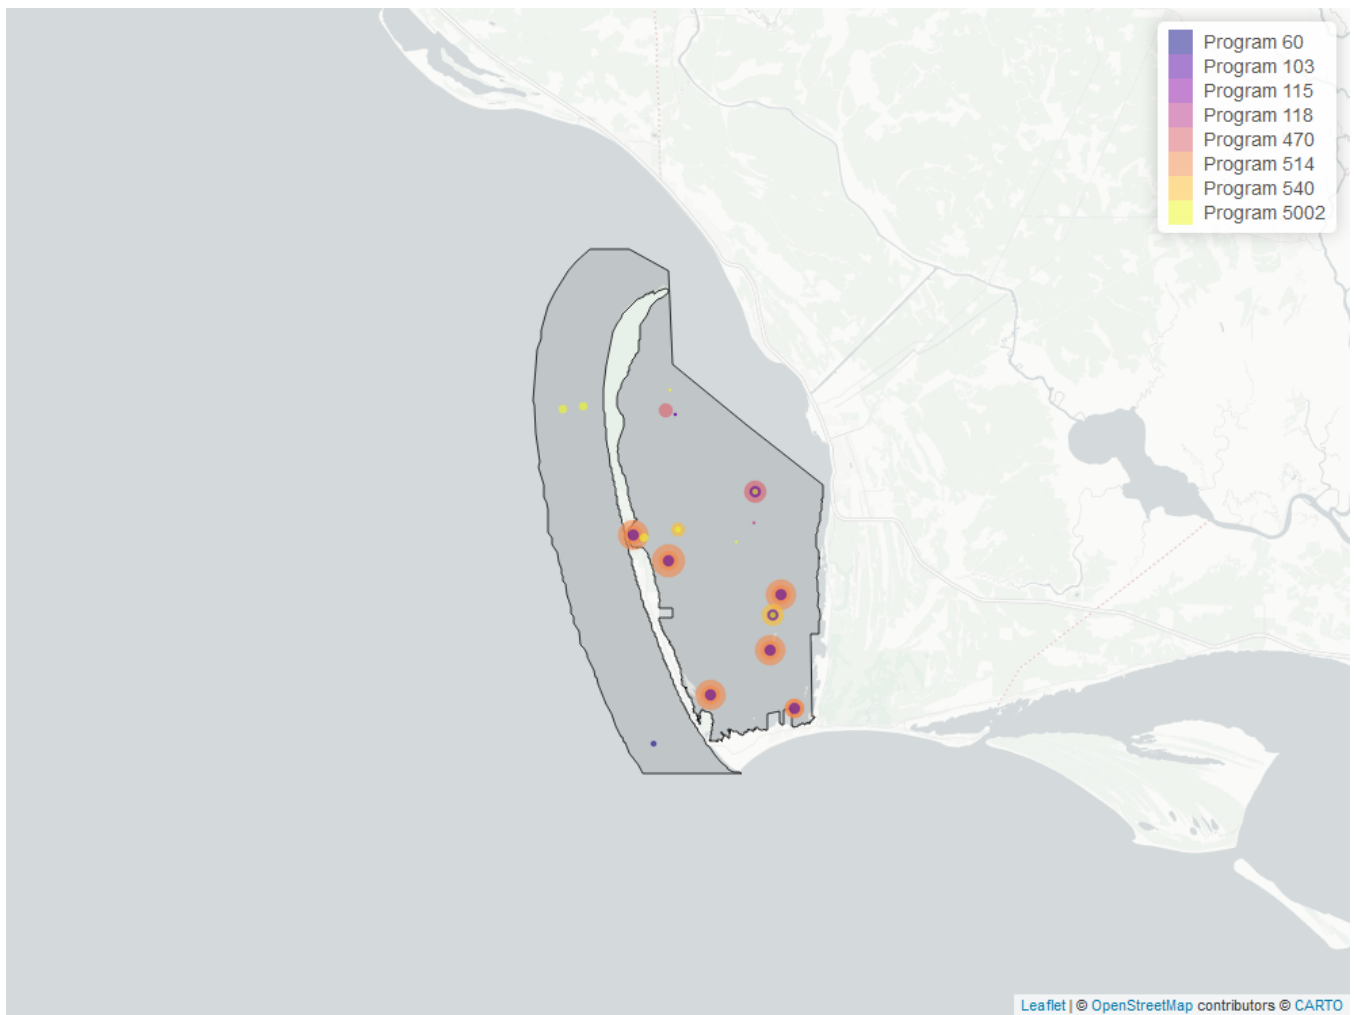 Program 60
Program 103
Program 115
Program 118
Program 470
Program 514
Program 540
Program 5002
Leaflet | © OpenStreetMap contributors © CARTO